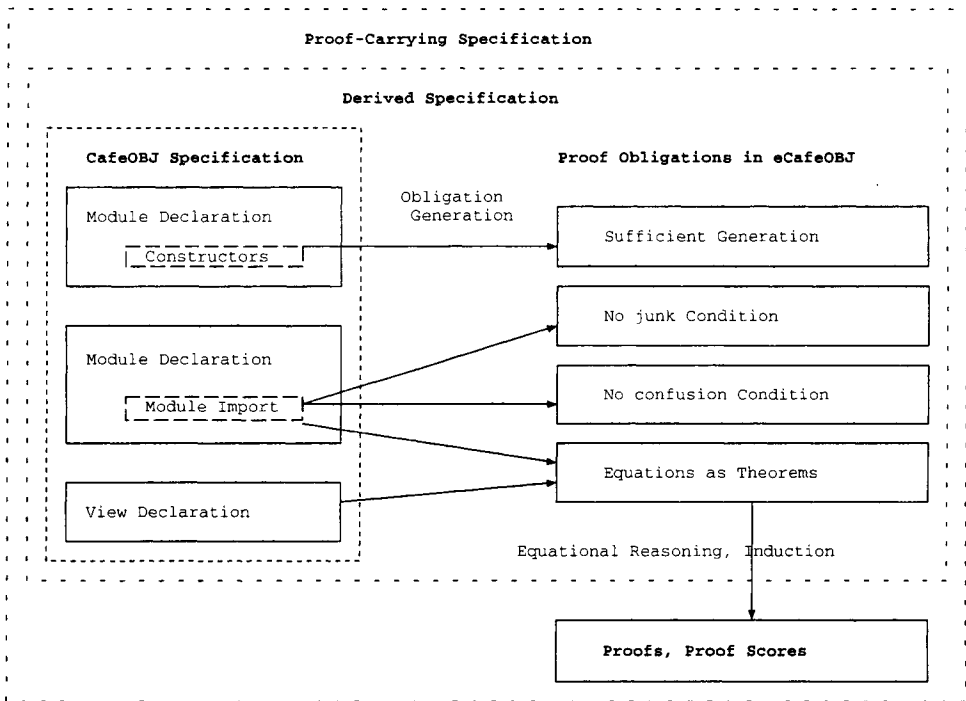 Proof-Carrying Specification
Derived Specification
CafeOBJ Specification
Proof Obligations in eCafeOBJ
Module Declaration
Constructors
Obligation
Generation
Sufficient Generation
No junk Condition
Module Declaration
Module Import
No confusion Condition
Equations as Theorems
View Declaration
Equational Reasoning, Induction
Proofs, Proof Scores